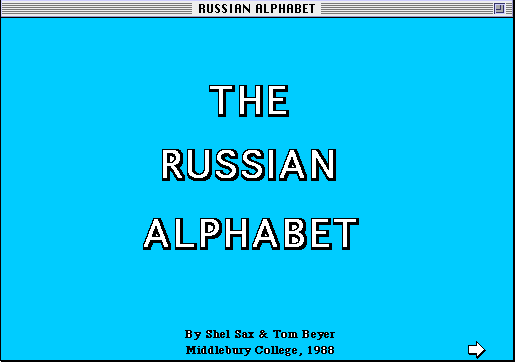 RUSSIAN ALPHABET
THE
RUSSIAN
ALPHABET
By Shel Sax & Tom Beyer
Middlebury College, 1988